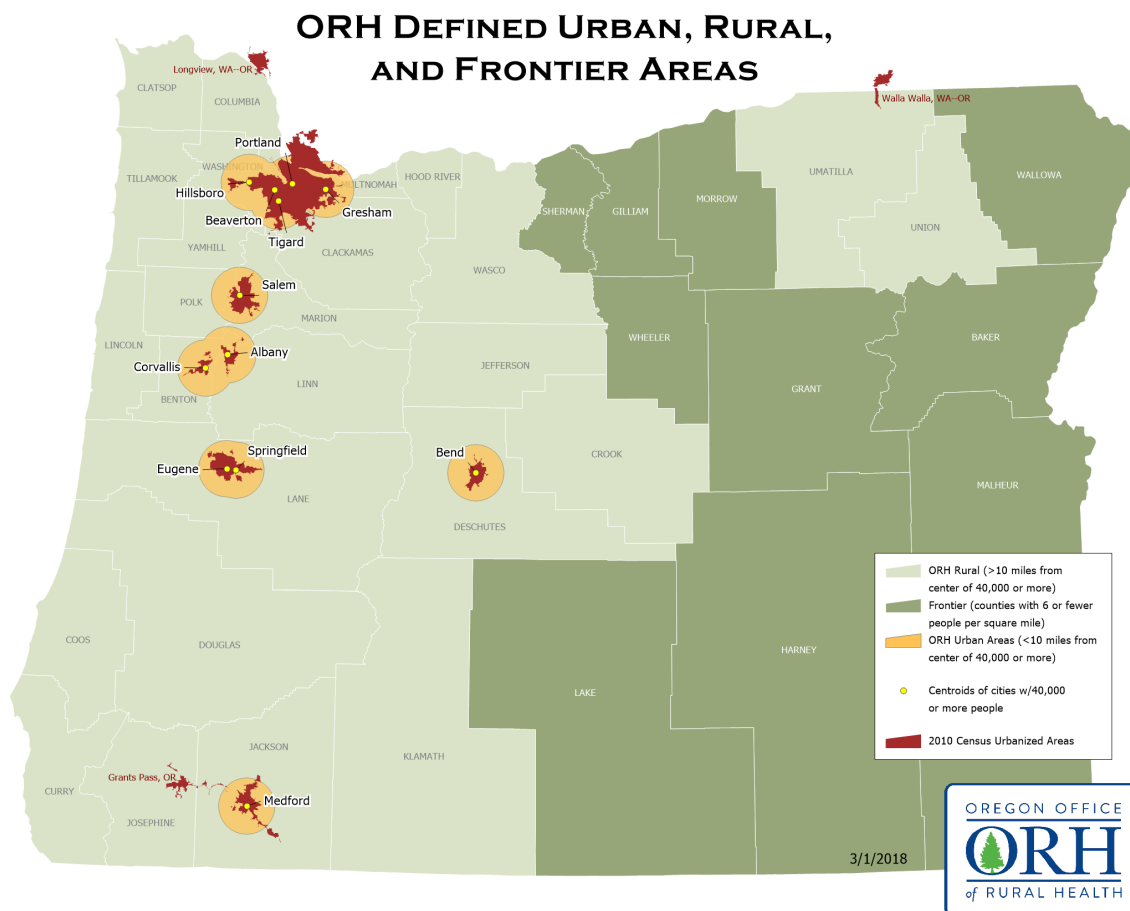 ORH DEFINED URBAN, RURAL,
AND FRONTIER AREAS
Longview, WA--OR
CLATSOP
COLUMBIA
Walla Walla, WA--OR
Portland
WASHINGTON
TILLAMOOK
HOOD RIVER
MULTNOMAH
UMATILLA
WALLOWA
Hillsboro
MORROW
Beaverton
Gresham
SHERMAN
GILLIAM
UNION
Tigard
YAMHILL
CLACKAMAS
WASCO
Salem
POLK
MARION
LINCOLN
WHEELER
BAKER
Albany
Corvallis
JEFFERSON
LINN
GRANT
BENTON
Springfield
Bend
CROOK
Eugene
MALHEUR
LANE
DESCHUTES
ORH Rural (>10 miles from
center of 40,000 or more)
Frontier (counties with 6 or fewer
people per square mile)
ORH Urban Areas (<10 miles from
center of 40,000 or more)
Centroids of cities w/40,000
or more people
2010 Census Urbanized Areas
COOS
DOUGLAS
HARNEY
LAKE
JACKSON
KLAMATH
Grants Pass, OR
CURRY
Medford
JOSEPHINE
3/1/2018
OREGON OFFICE
ORH
of RURAL HEALTH